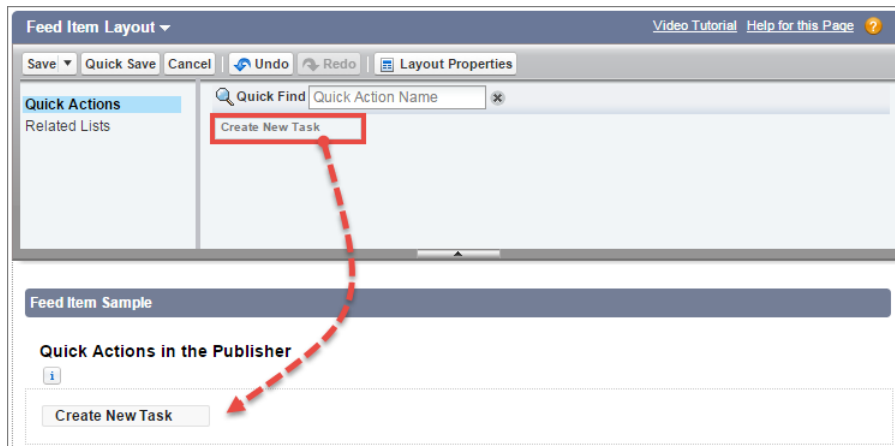 Feed Item Layout Video Tutorial Help for this Page ?
Save Quick Save Cancel Undo Redo Layout Properties
Quick Actions
Related Lists
Quick Find Quick Action Name
Create New Task
Feed Item Sample
Quick Actions in the Publisher
i
Create New Task